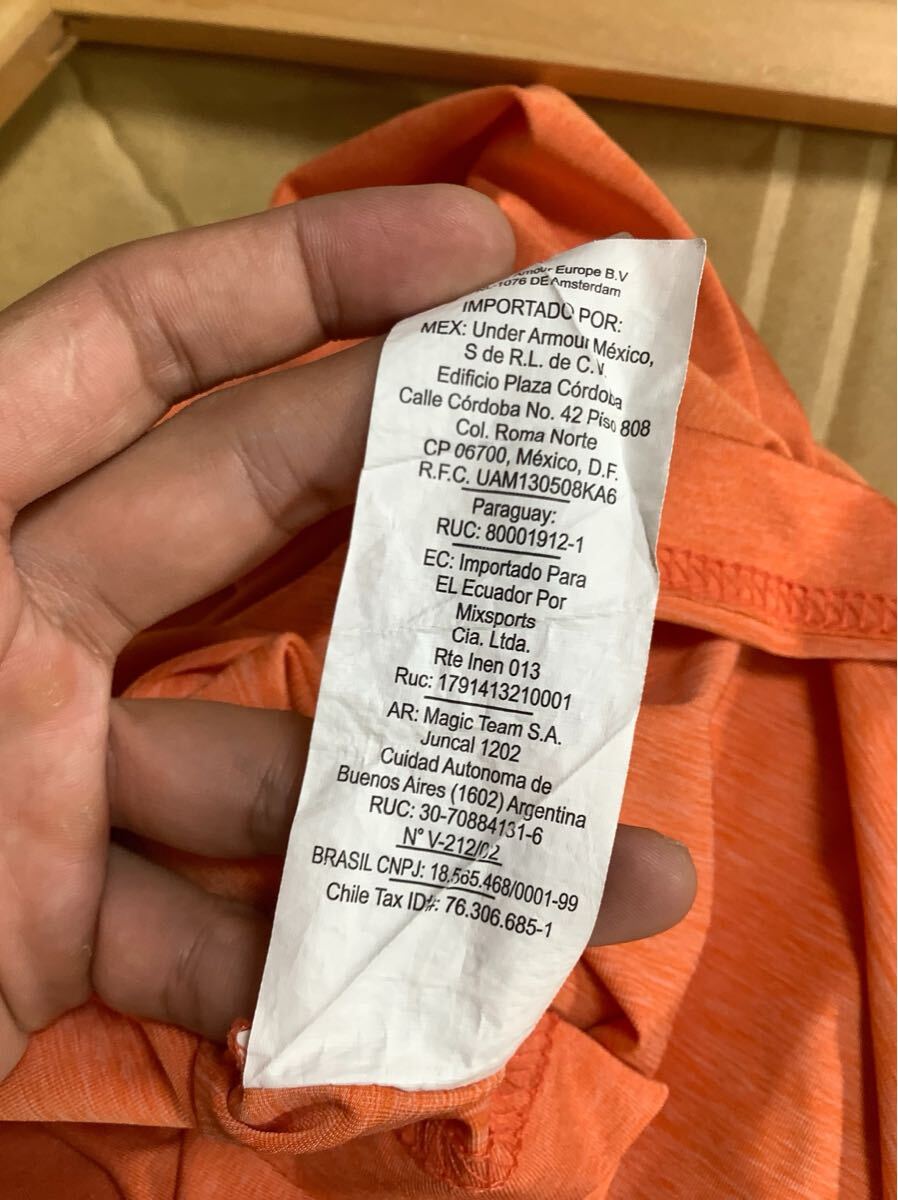 Europe B.V
1076 DE Amsterdam
IMPORTADO POR:
MEX: Under Armour México,
S de R.L. de C.V.
Edificio Plaza Córdoba
Calle Córdoba No. 42 Piso 808
Col. Roma Norte
CP 06700, México, D.F.
R.F.C. UAM130508KA6
Paraguay:
RUC: 80001912-1
EC: Importado Para
EL Ecuador Por
Mixsports
Cia. Ltda.
Rte Inen 013
Ruc: 1791413210001
AR: Magic Team S.A.
Juncal 1202
Cuidad Autonoma de
Buenos Aires (1602) Argentina
RUC: 30-70884131-6
N° V-212/02
BRASIL CNPJ: 18.565.468/0001-99
Chile Tax ID#: 76.306.685-1